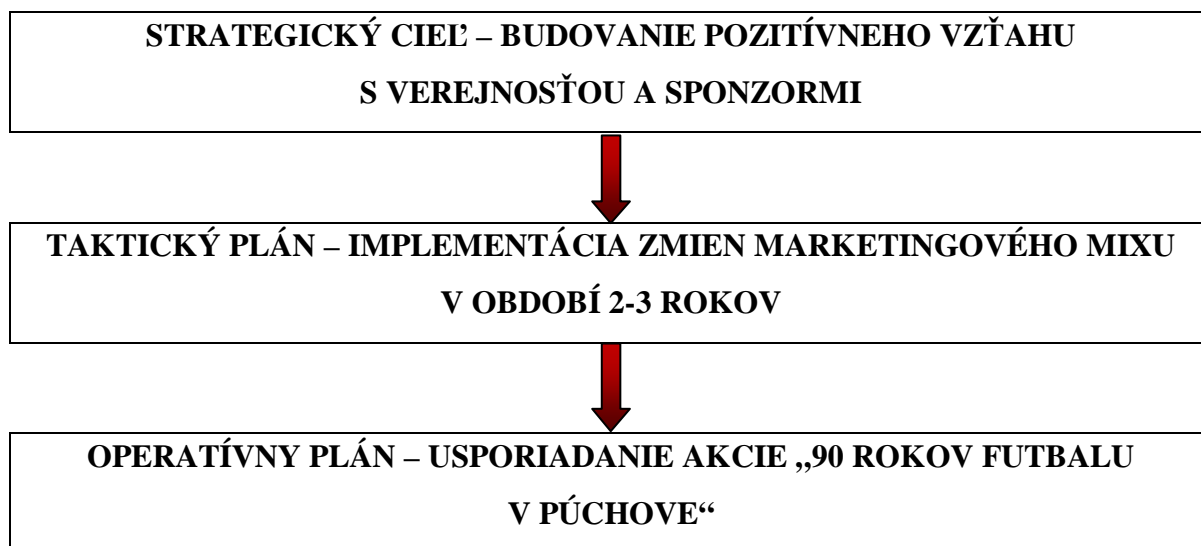 STRATEGICKÝ CIEĽ – BUDOVANIE POZITÍVNEHO VZŤAHU
S VEREJNOSŤOU A SPONZORMI
TAKTICKÝ PLÁN – IMPLEMENTÁCIA ZMIEN MARKETINGOVÉHO MIXU
V OBDOBÍ 2-3 ROKOV
OPERATÍVNY PLÁN – USPORIADANIE AKCIE „90 ROKOV FUTBALU
V PÚCHOVE“